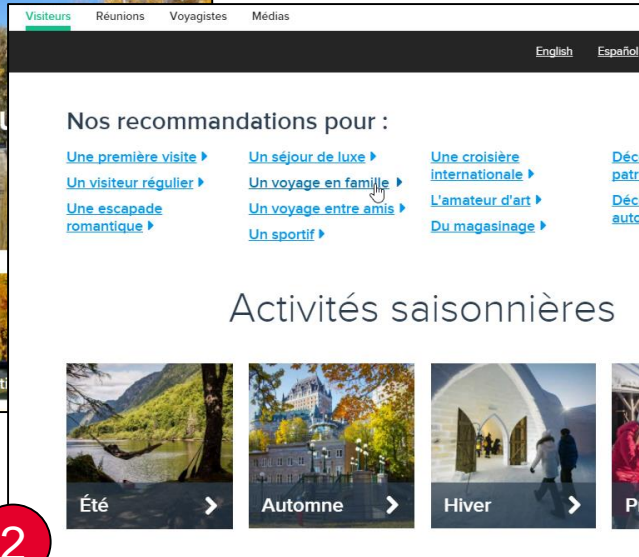 Visiteurs Réunions Voyagistes Médias
English Español
Nos recommandations pour :
Une première visite
Un visiteur régulier
Une escapade
romantique
Un séjour de luxe
Un voyage en famille
Un voyage entre amis
Un sportif
Une croisière
internationale
L'amateur d'art
Du magasinage
Activités saisonnières
Été
Automne
Hiver
2